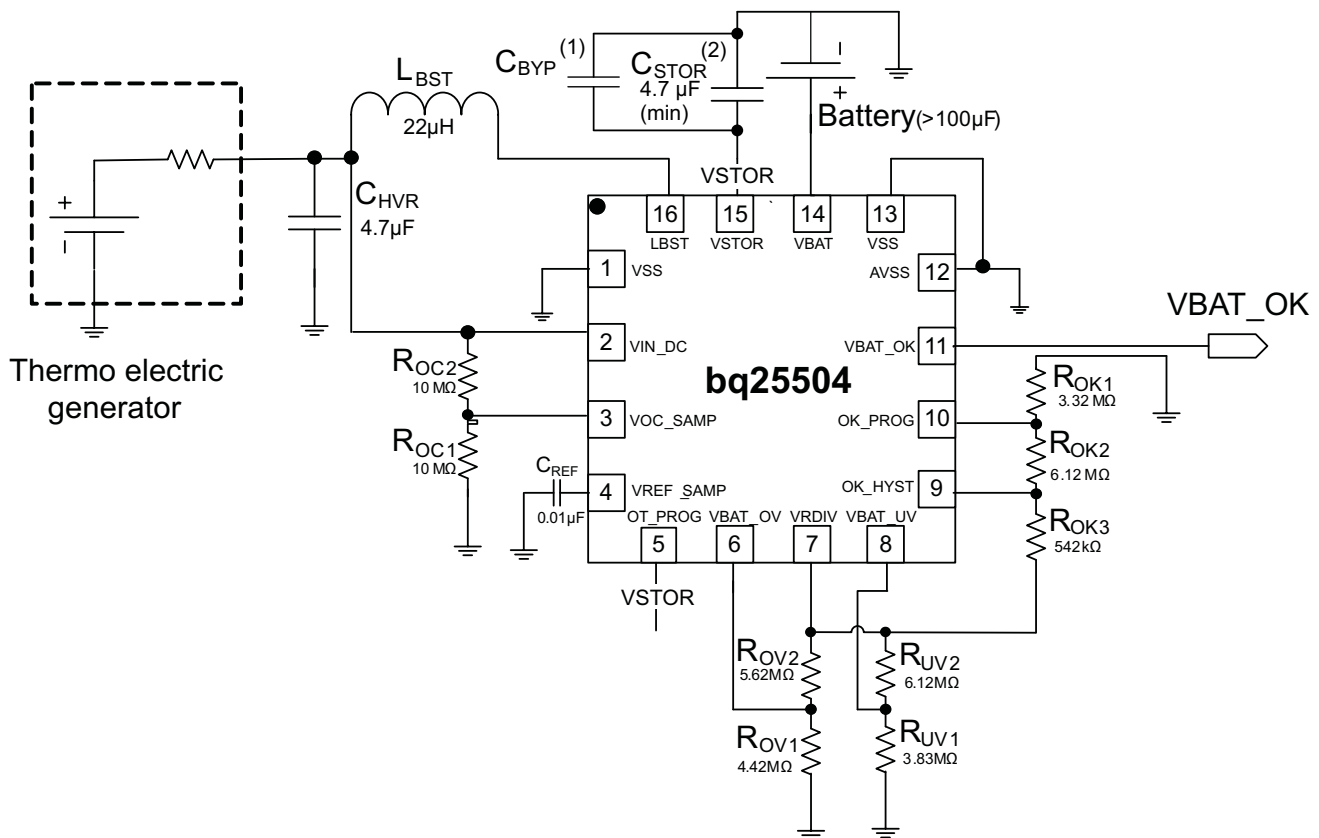 Thermo electric
generator
+
−
CHVR
4.7µF
LBST
22µH
CBYP (1)
CSTOR (2)
4.7 µF
(min)
−
+
Battery(>100µF)
VSTOR
16
LBST
15
VSTOR
14
VBAT
13
VSS
1
VSS
2
VIN_DC
3
VOC_SAMP
4
VREF_SAMP
bq25504
12
AVSS
11
VBAT_OK
10
OK_PROG
9
OK_HYST
OT_PROG
5
VBAT_OV
6
VRDIV
7
VBAT_UV
8
VSTOR
ROC2
10 MΩ
ROC1
10 MΩ
CREF
0.01µF
VBAT_OK
ROK1
3.32 MΩ
ROK2
6.12 MΩ
ROK3
542kΩ
ROV2
5.62MΩ
ROV1
4.42MΩ
RUV2
6.12MΩ
RUV1
3.83MΩ